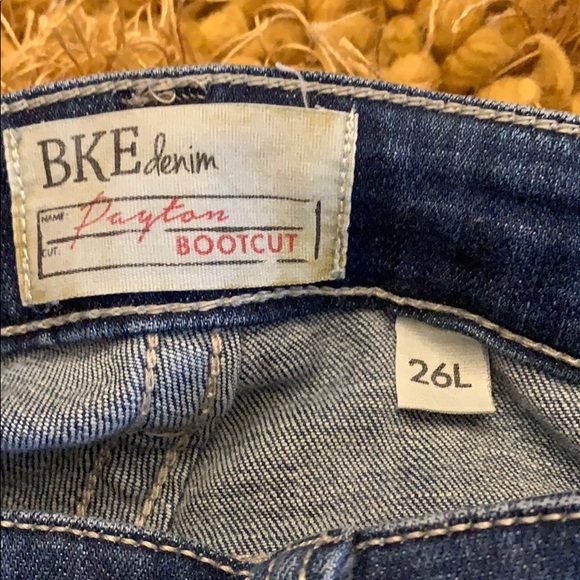 BKE denim
NAME: Payton
CUT: BOOTCUT
26L